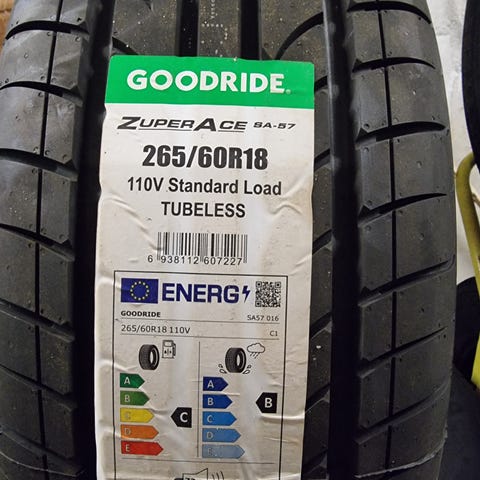 GOODRIDE
ZUPERACE SA-57
265/60R18
110V Standard Load
TUBELESS
6 938112 607227
ENERG
GOODRIDE
SA57 016
265/60R18 110V
C1
A
B
C
D
E
C
A
B
C
D
E
B